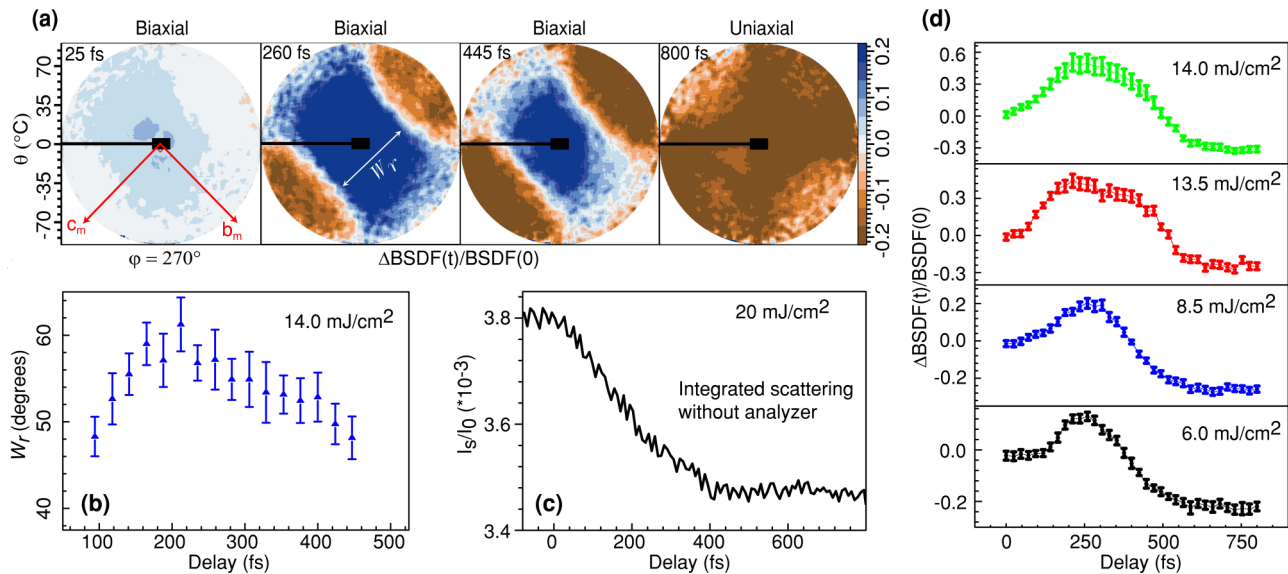 (a)
Biaxial
Biaxial
Biaxial
Uniaxial
25 fs
260 fs
445 fs
800 fs
θ (°C)
70
35
0
-35
-70
c_m
b_m
W_r
0.2
0.1
0.0
-0.1
-0.2
φ = 270°
ΔBSDF(t)/BSDF(0)
(b)
14.0 mJ/cm²
W_r (degrees)
60
50
40
100
200
300
400
500
Delay (fs)
(c)
20 mJ/cm²
Integrated scattering
without analyzer
I_S/I_0 (*10-3)
3.8
3.6
3.4
0
200
400
600
Delay (fs)
(d)
ΔBSDF(t)/BSDF(0)
14.0 mJ/cm²
0.6
0.3
0.0
-0.3
13.5 mJ/cm²
0.3
0.0
-0.3
8.5 mJ/cm²
0.2
0.0
-0.2
6.0 mJ/cm²
0.0
-0.2
0
250
500
750
Delay (fs)